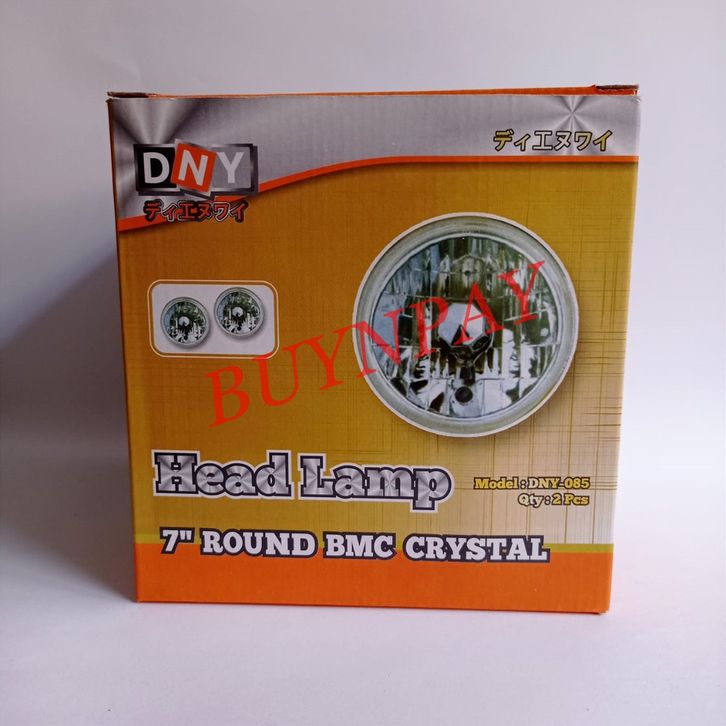 DNY
ディエヌワイ
ディエヌワイ
BUYNPAY
Head Lamp
Model : DNY-085
Qty : 2 Pcs
7" ROUND BMC CRYSTAL